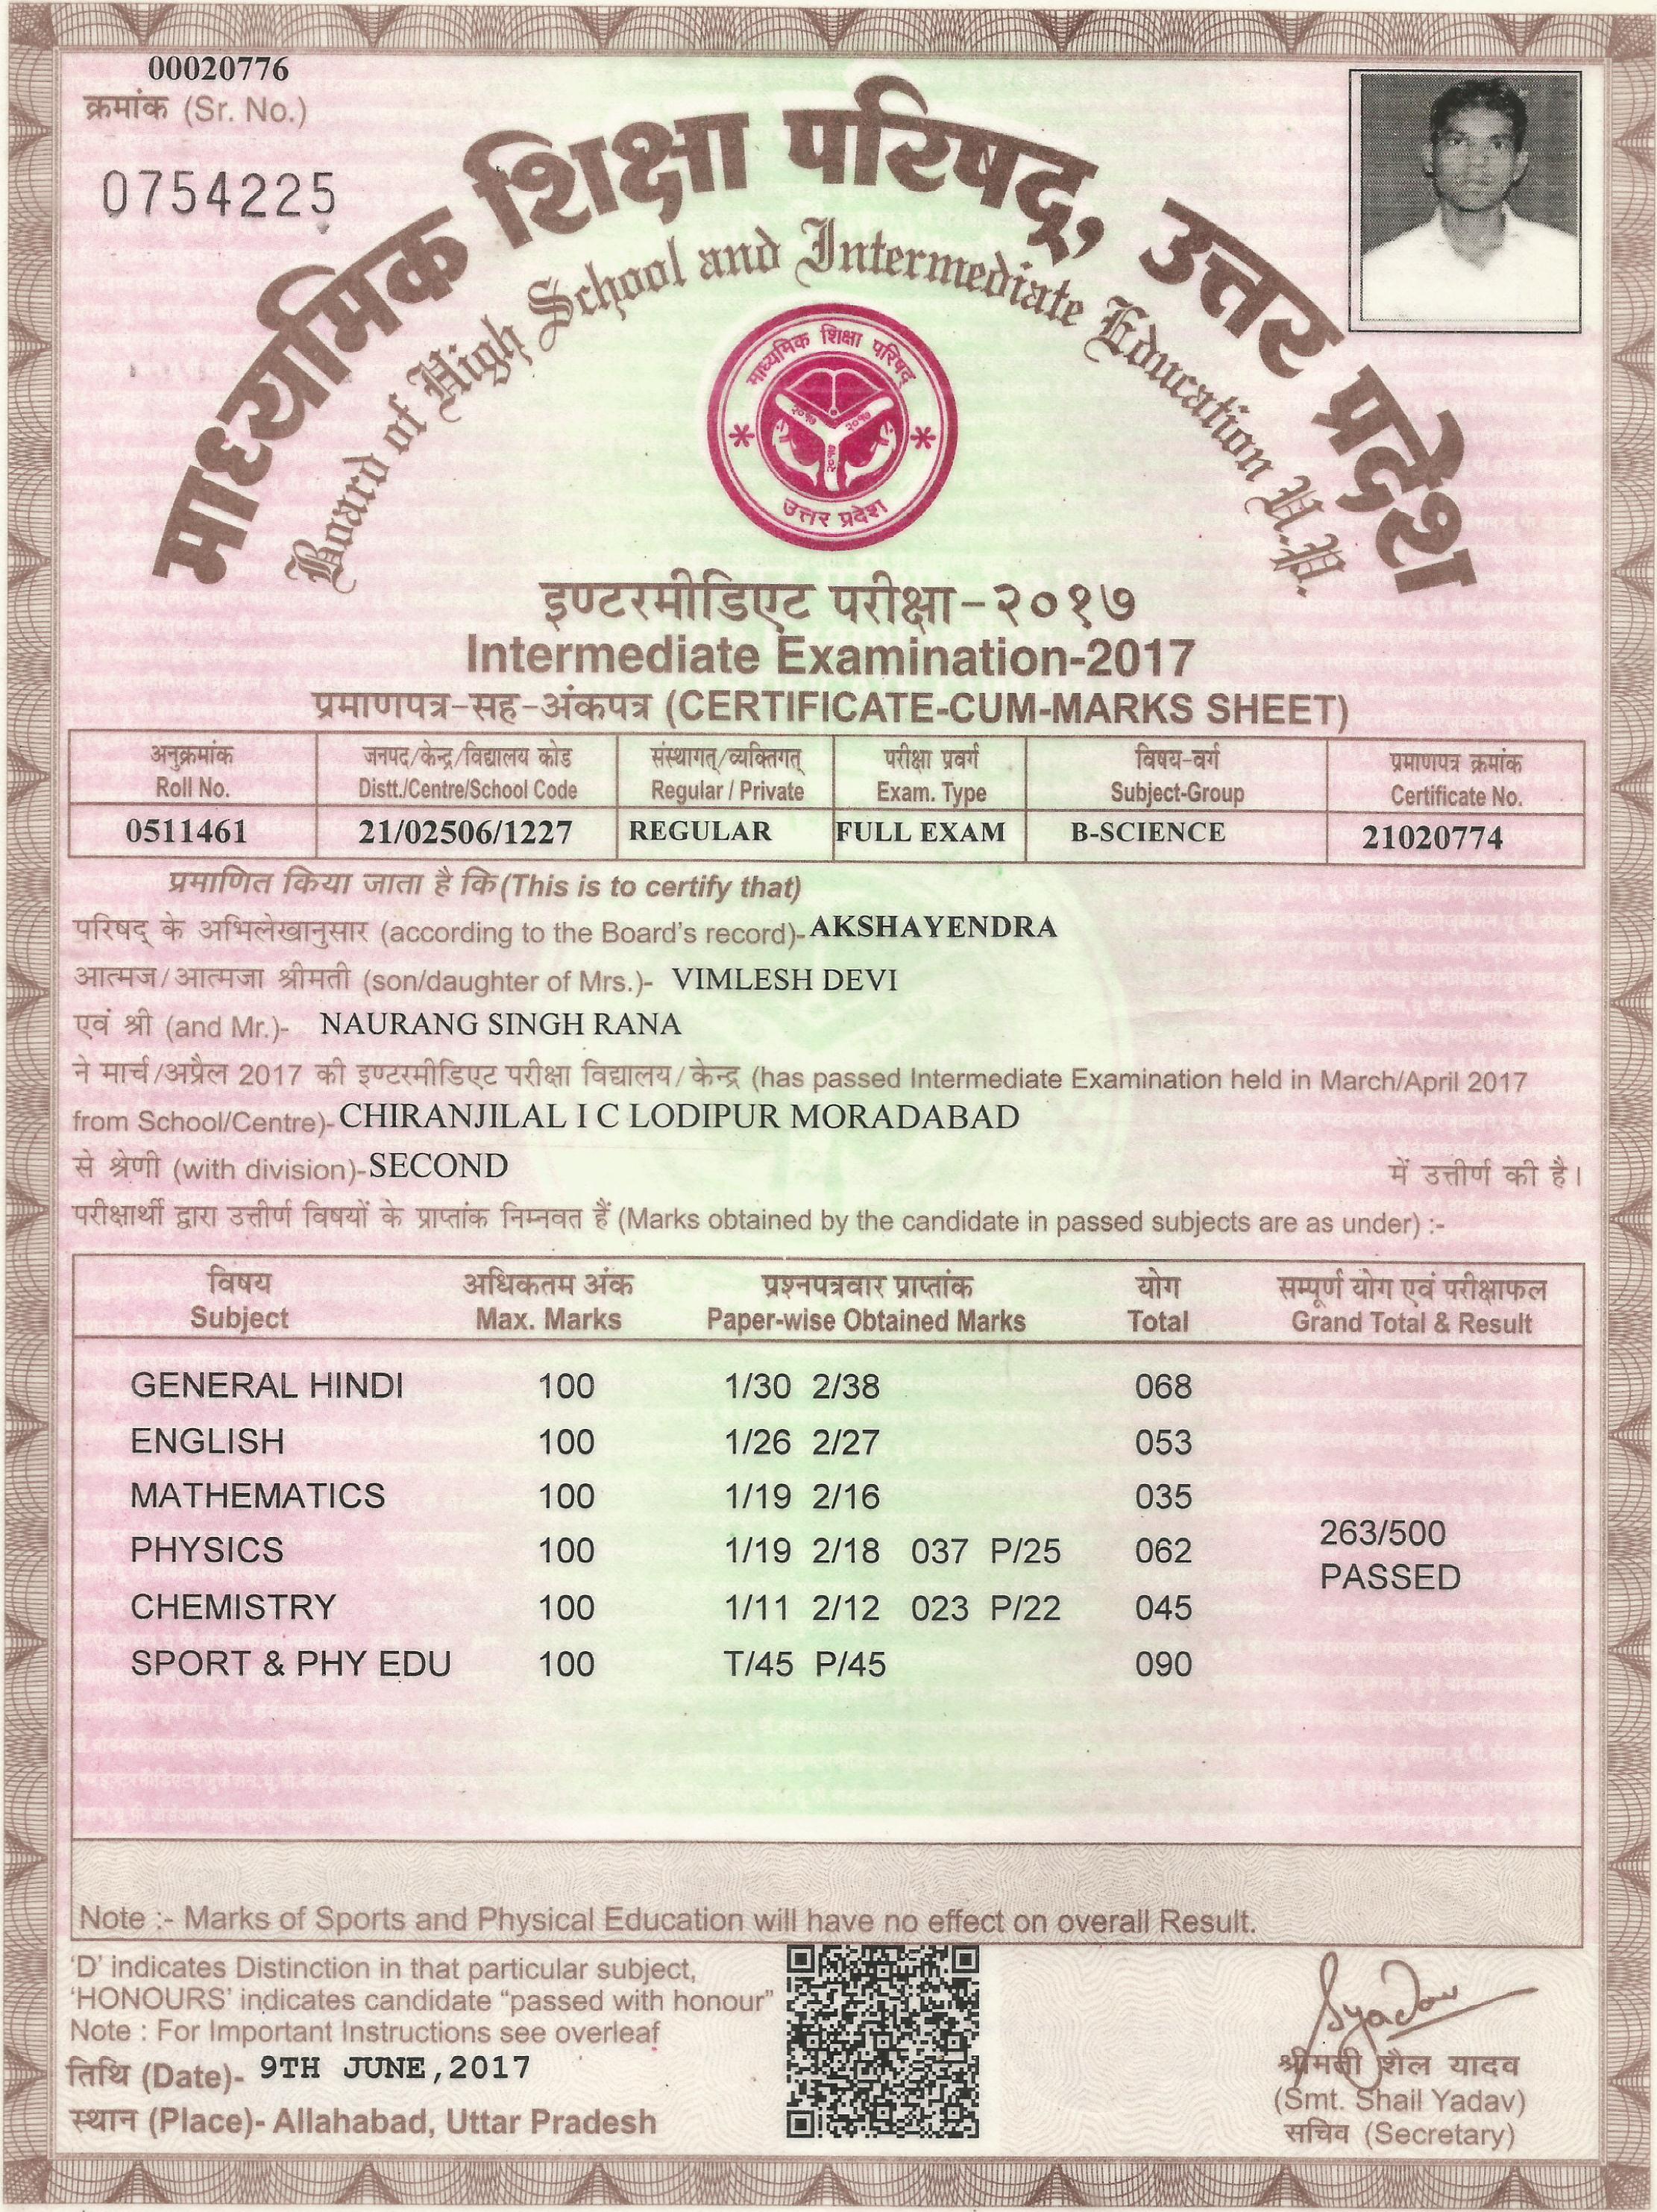 00020776
क्रमांक (Sr. No.)
0754225
माध्यमिक शिक्षा परिषद्, उत्तर प्रदेश
Board of High School and Intermediate Education U.P.
माध्यमिक शिक्षा परिषद्
२०१७ २०१७
२०१७
उत्तर प्रदेश
इण्टरमीडिएट परीक्षा-२०१७
Intermediate Examination-2017
प्रमाणपत्र-सह-अंकपत्र (CERTIFICATE-CUM-MARKS SHEET)
अनुक्रमांक जनपद/केन्द्र/विद्यालय कोड संस्थागत्/व्यक्तिगत् परीक्षा प्रवर्ग विषय-वर्ग प्रमाणपत्र क्रमांक
Roll No. Distt./Centre/School Code Regular / Private Exam. Type Subject-Group Certificate No.
0511461 21/02506/1227 REGULAR FULL EXAM B-SCIENCE 21020774
प्रमाणित किया जाता है कि (This is to certify that)
परिषद् के अभिलेखानुसार (according to the Board's record)- AKSHAYENDRA
आत्मज/आत्मजा श्रीमती (son/daughter of Mrs.)- VIMLESH DEVI
एवं श्री (and Mr.)- NAURANG SINGH RANA
ने मार्च/अप्रैल 2017 की इण्टरमीडिएट परीक्षा विद्यालय/केन्द्र (has passed Intermediate Examination held in March/April 2017
from School/Centre)- CHIRANJILAL I C LODIPUR MORADABAD
से श्रेणी (with division)- SECOND में उत्तीर्ण की है।
परीक्षार्थी द्वारा उत्तीर्ण विषयों के प्राप्तांक निम्नवत हैं (Marks obtained by the candidate in passed subjects are as under) :-
विषय अधिकतम अंक प्रश्नपत्रवार प्राप्तांक योग सम्पूर्ण योग एवं परीक्षाफल
Subject Max. Marks Paper-wise Obtained Marks Total Grand Total & Result
GENERAL HINDI 100 1/30 2/38 068
ENGLISH 100 1/26 2/27 053
MATHEMATICS 100 1/19 2/16 035
263/500
PHYSICS 100 1/19 2/18 037 P/25 062
PASSED
CHEMISTRY 100 1/11 2/12 023 P/22 045
SPORT & PHY EDU 100 T/45 P/45 090
Note :- Marks of Sports and Physical Education will have no effect on overall Result.
'D' indicates Distinction in that particular subject,
'HONOURS' indicates candidate "passed with honour"
Note : For Important Instructions see overleaf
तिथि (Date)- 9TH JUNE,2017
स्थान (Place)- Allahabad, Uttar Pradesh
Syadav
श्रीमती शैल यादव
(Smt. Shail Yadav)
सचिव (Secretary)